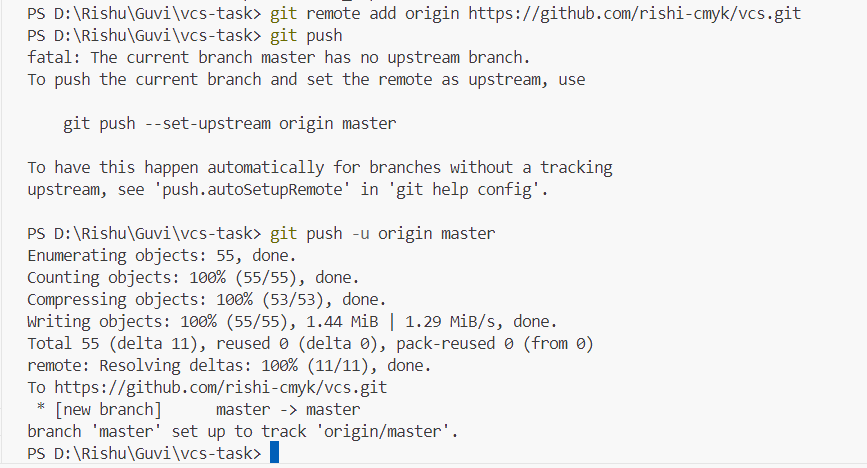 PS D:\Rishu\Guvi\vcs-task> git remote add origin https://github.com/rishi-cmyk/vcs.git
PS D:\Rishu\Guvi\vcs-task> git push
fatal: The current branch master has no upstream branch.
To push the current branch and set the remote as upstream, use
    git push --set-upstream origin master
To have this happen automatically for branches without a tracking
upstream, see 'push.autoSetupRemote' in 'git help config'.
PS D:\Rishu\Guvi\vcs-task> git push -u origin master
Enumerating objects: 55, done.
Counting objects: 100% (55/55), done.
Compressing objects: 100% (53/53), done.
Writing objects: 100% (55/55), 1.44 MiB | 1.29 MiB/s, done.
Total 55 (delta 11), reused 0 (delta 0), pack-reused 0 (from 0)
remote: Resolving deltas: 100% (11/11), done.
To https://github.com/rishi-cmyk/vcs.git
 * [new branch]      master -> master
branch 'master' set up to track 'origin/master'.
PS D:\Rishu\Guvi\vcs-task>